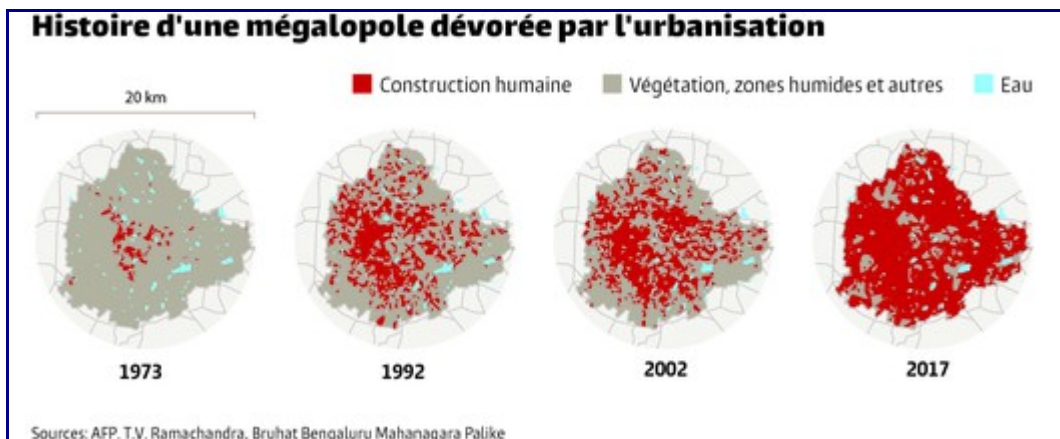 Histoire d'une mégalopole dévorée par l'urbanisation
Construction humaine Végétation, zones humides et autres Eau
20 km
1973 1992 2002 2017
Sources: AFP, T.V. Ramachandra, Bruhat Bengaluru Mahanagara Palike